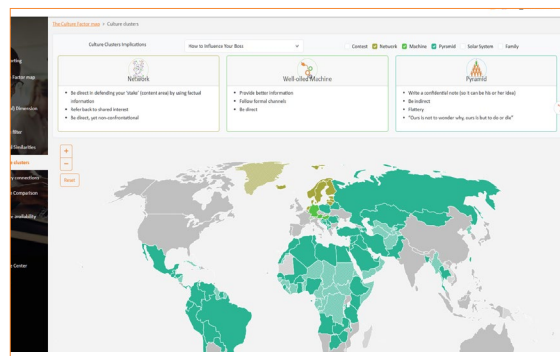 The Culture Factor map > Culture clusters
Culture Clusters Implications
How to Influence Your Boss
Contest
Network
Machine
Pyramid
Solar System
Family
Network
• Be direct in defending your 'stake' (content area) by using factual
information
• Refer back to shared interest
• Be direct, yet non-confrontational
Well-oiled Machine
• Provide better information
• Follow formal channels
• Be direct
Pyramid
• Write a confidential note (so it can be his or her idea)
• Be indirect
• Flattery
• "Ours is not to wonder why, ours is but to do or die"
Factor map
Dimension
filter
Similarities
clusters
connections
Comparison
availability
Center
+
−
Reset